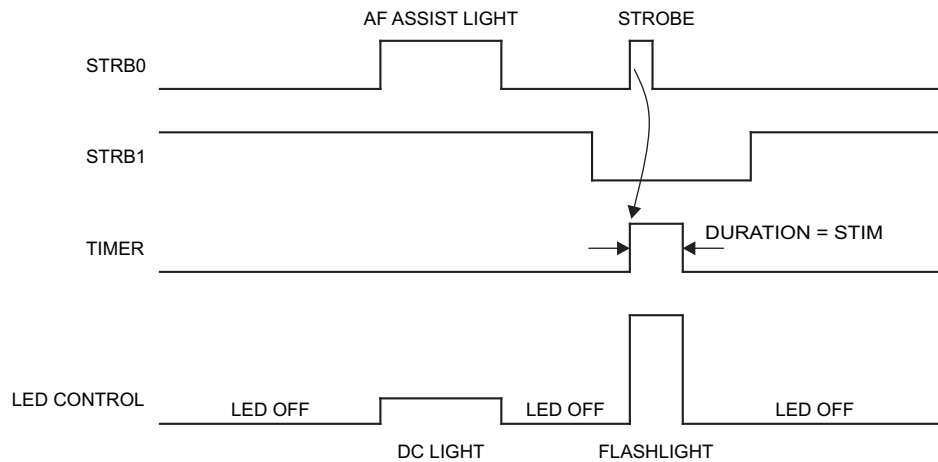 AF ASSIST LIGHT STROBE
STRB0
STRB1
TIMER
DURATION = STIM
LED CONTROL
LED OFF LED OFF LED OFF
DC LIGHT FLASHLIGHT